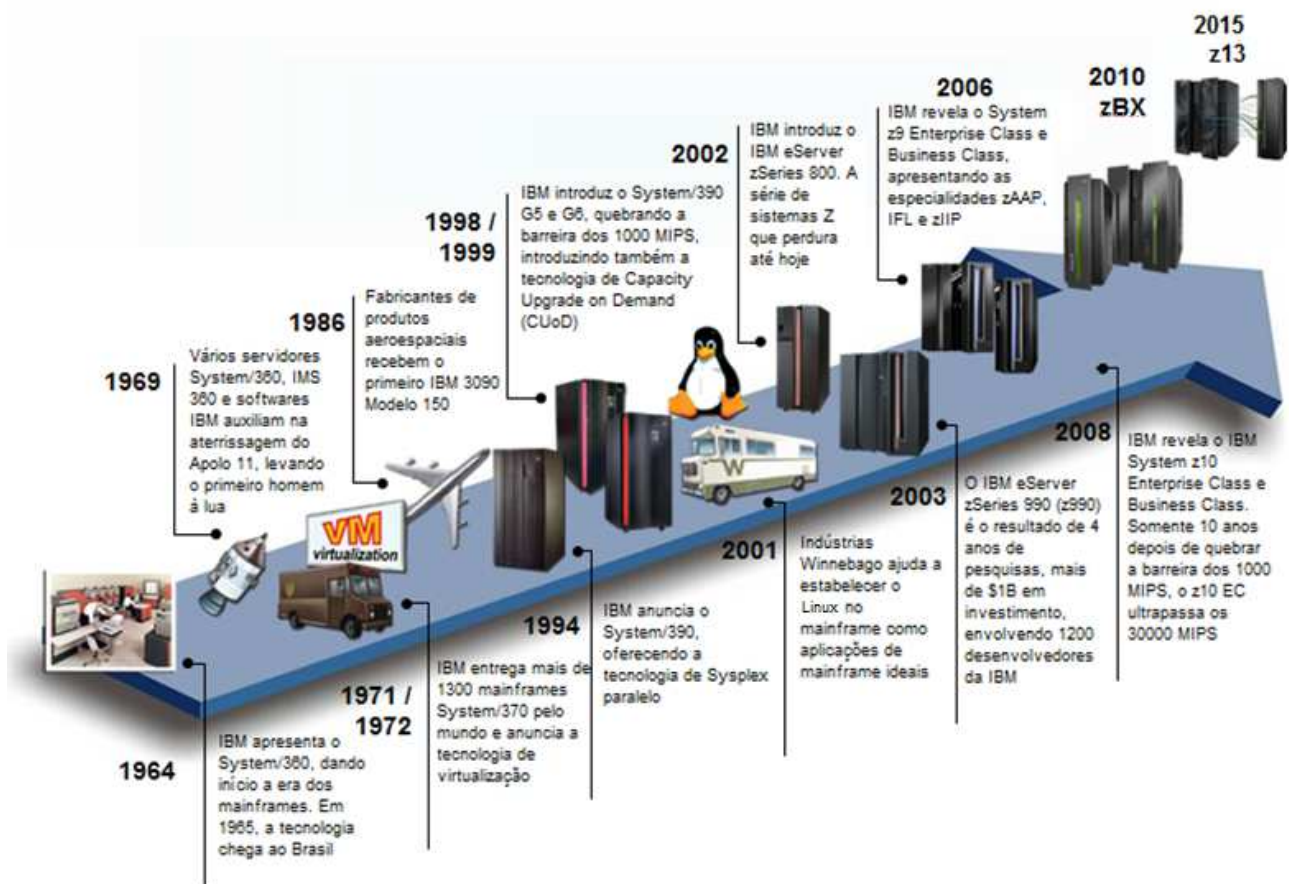 1964
IBM apresenta o
System/360, dando
início a era dos
mainframes. Em
1965, a tecnologia
chega ao Brasil
1969
Vários servidores
System/360, IMS
360 e softwares
IBM auxiliam na
aterrissagem do
Apolo 11, levando
o primeiro homem
à lua
VM
virtualization
1971 /
1972
IBM entrega mais de
1300 mainframes
System/370 pelo
mundo e anuncia a
tecnologia de
virtualização
1986
Fabricantes de
produtos
aeroespaciais
recebem o
primeiro IBM 3090
Modelo 150
1994
IBM anuncia o
System/390,
oferecendo a
tecnologia de Sysplex
paralelo
1998 /
1999
IBM introduz o System/390
G5 e G6, quebrando a
barreira dos 1000 MIPS,
introduzindo também a
tecnologia de Capacity
Upgrade on Demand
(CUoD)
W
2001
Indústrias
Winnebago ajuda a
estabelecer o
Linux no
mainframe como
aplicações de
mainframe ideais
2002
IBM introduz o
IBM eServer
zSeries 800. A
série de
sistemas Z
que perdura
até hoje
2003
O IBM eServer
zSeries 990 (z990)
é o resultado de 4
anos de
pesquisas, mais
de $1B em
investimento,
envolvendo 1200
desenvolvedores
da IBM
2006
IBM revela o System
z9 Enterprise Class e
Business Class,
apresentando as
especialidades zAAP,
IFL e zIIP
2008
IBM revela o IBM
System z10
Enterprise Class e
Business Class.
Somente 10 anos
depois de quebrar
a barreira dos 1000
MIPS, o z10 EC
ultrapassa os
30000 MIPS
2010
zBX
2015
z13